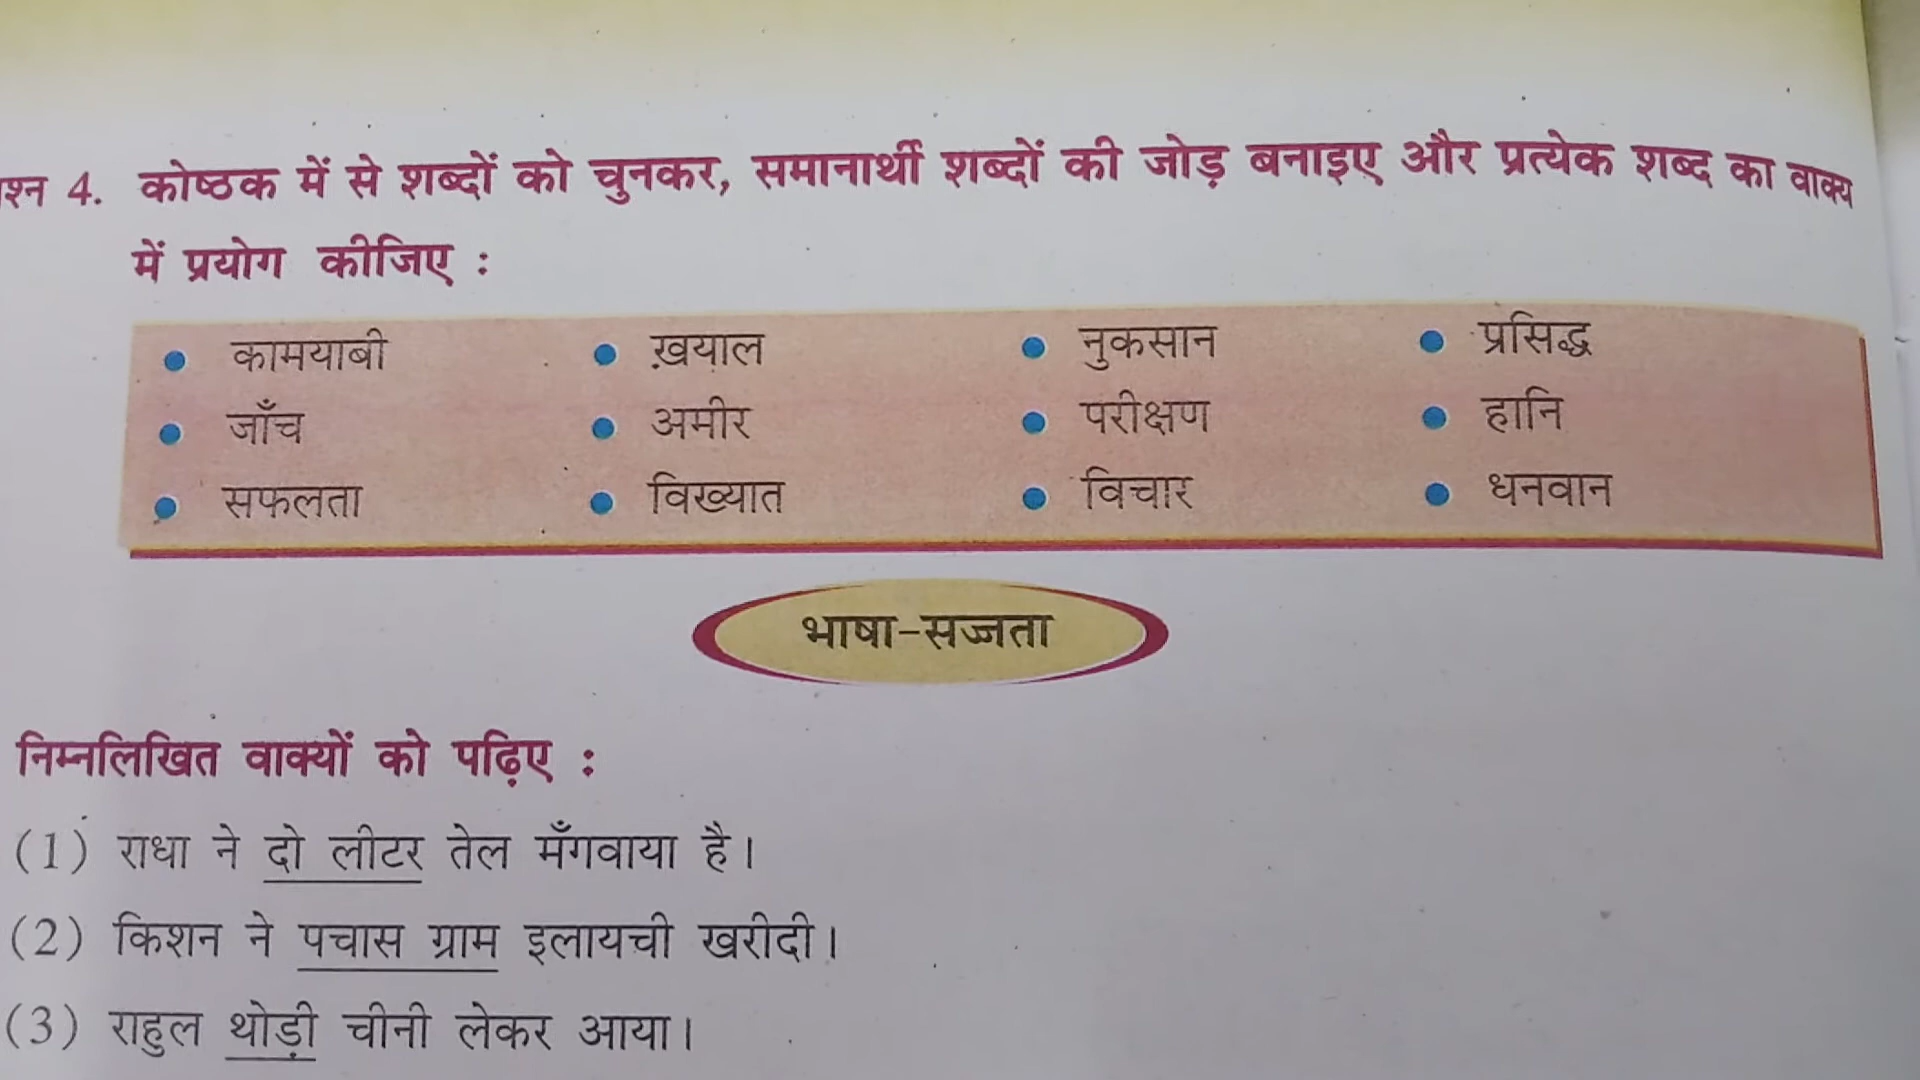 श्न 4. कोष्ठक में से शब्दों को चुनकर, समानार्थी शब्दों की जोड़ बनाइए और प्रत्येक शब्द का वाक्य
में प्रयोग कीजिए :
• कामयाबी • ख़याल • नुकसान • प्रसिद्ध
• जाँच • अमीर • परीक्षण • हानि
• सफलता • विख्यात • विचार • धनवान
भाषा-सज्जता
निम्नलिखित वाक्यों को पढ़िए :
(1) राधा ने दो लीटर तेल मँगवाया है।
(2) किशन ने पचास ग्राम इलायची खरीदी।
(3) राहुल थोड़ी चीनी लेकर आया।